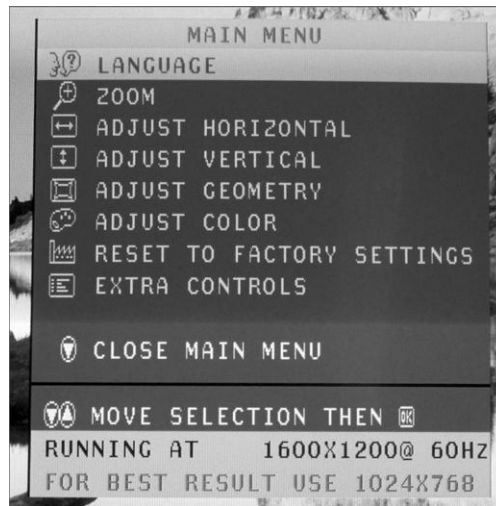 MAIN MENU
LANGUAGE
ZOOM
ADJUST HORIZONTAL
ADJUST VERTICAL
ADJUST GEOMETRY
ADJUST COLOR
RESET TO FACTORY SETTINGS
EXTRA CONTROLS
CLOSE MAIN MENU
MOVE SELECTION THEN OK
RUNNING AT 1600X1200@ 60HZ
FOR BEST RESULT USE 1024X768